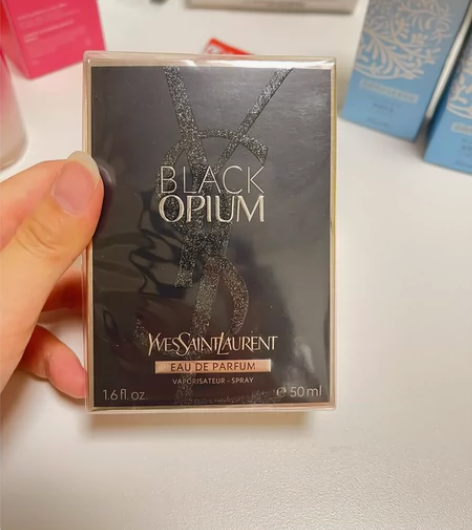 BLACK
OPIUM
YVESSAINTLAURENT
EAU DE PARFUM
VAPORISATEUR - SPRAY
1.6 fl. oz. ℮ 50 ml